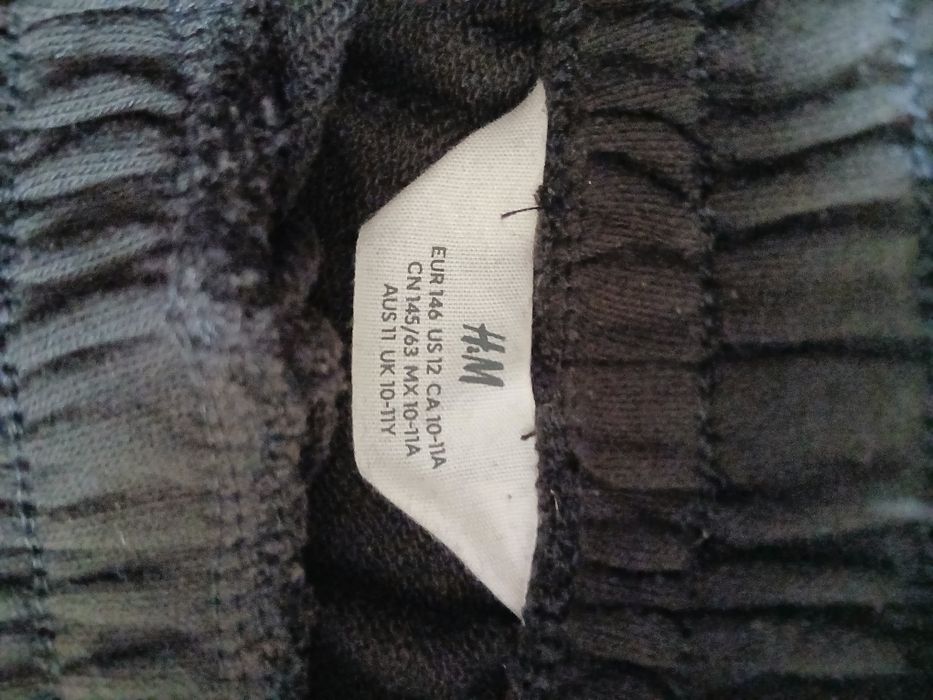 H&M
EUR 146 US 12 CA 10-11A
CN 145/63 MX 10-11A
AUS 11 UK 10-11Y